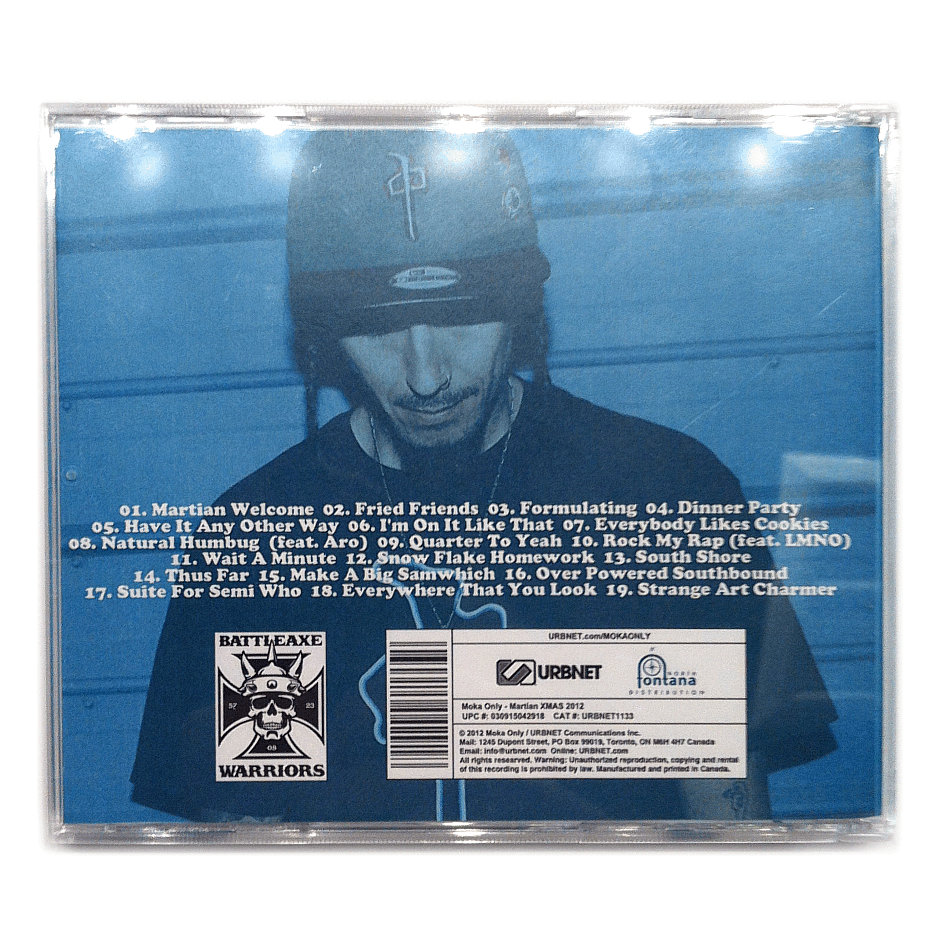 01. Martian Welcome 02. Fried Friends 03. Formulating 04. Dinner Party
05. Have It Any Other Way 06. I'm On It Like That 07. Everybody Likes Cookies
08. Natural Humbug (feat. Aro) 09. Quarter To Yeah 10. Rock My Rap (feat. LMNO)
11. Wait A Minute 12. Snow Flake Homework 13. South Shore
14. Thus Far 15. Make A Big Samwhich 16. Over Powered Southbound
17. Suite For Semi Who 18. Everywhere That You Look 19. Strange Art Charmer
BATTLEAXE
57 23
08
WARRIORS
URBNET.com/MOKAONLY
URBNET
NORTH
fontana
DISTRIBUTION
Moka Only - Martian XMAS 2012
UPC #: 030915042918 CAT #: URBNET1133
© 2012 Moka Only / URBNET Communications Inc.
Mail: 1245 Dupont Street, PO Box 99019, Toronto, ON M6H 4H7 Canada
Email: info@urbnet.com Online: URBNET.com
All rights resersved. Warning: Unauthorized reproduction, copying and rental
of this recording is prohibited by law. Manufactured and printed in Canada.